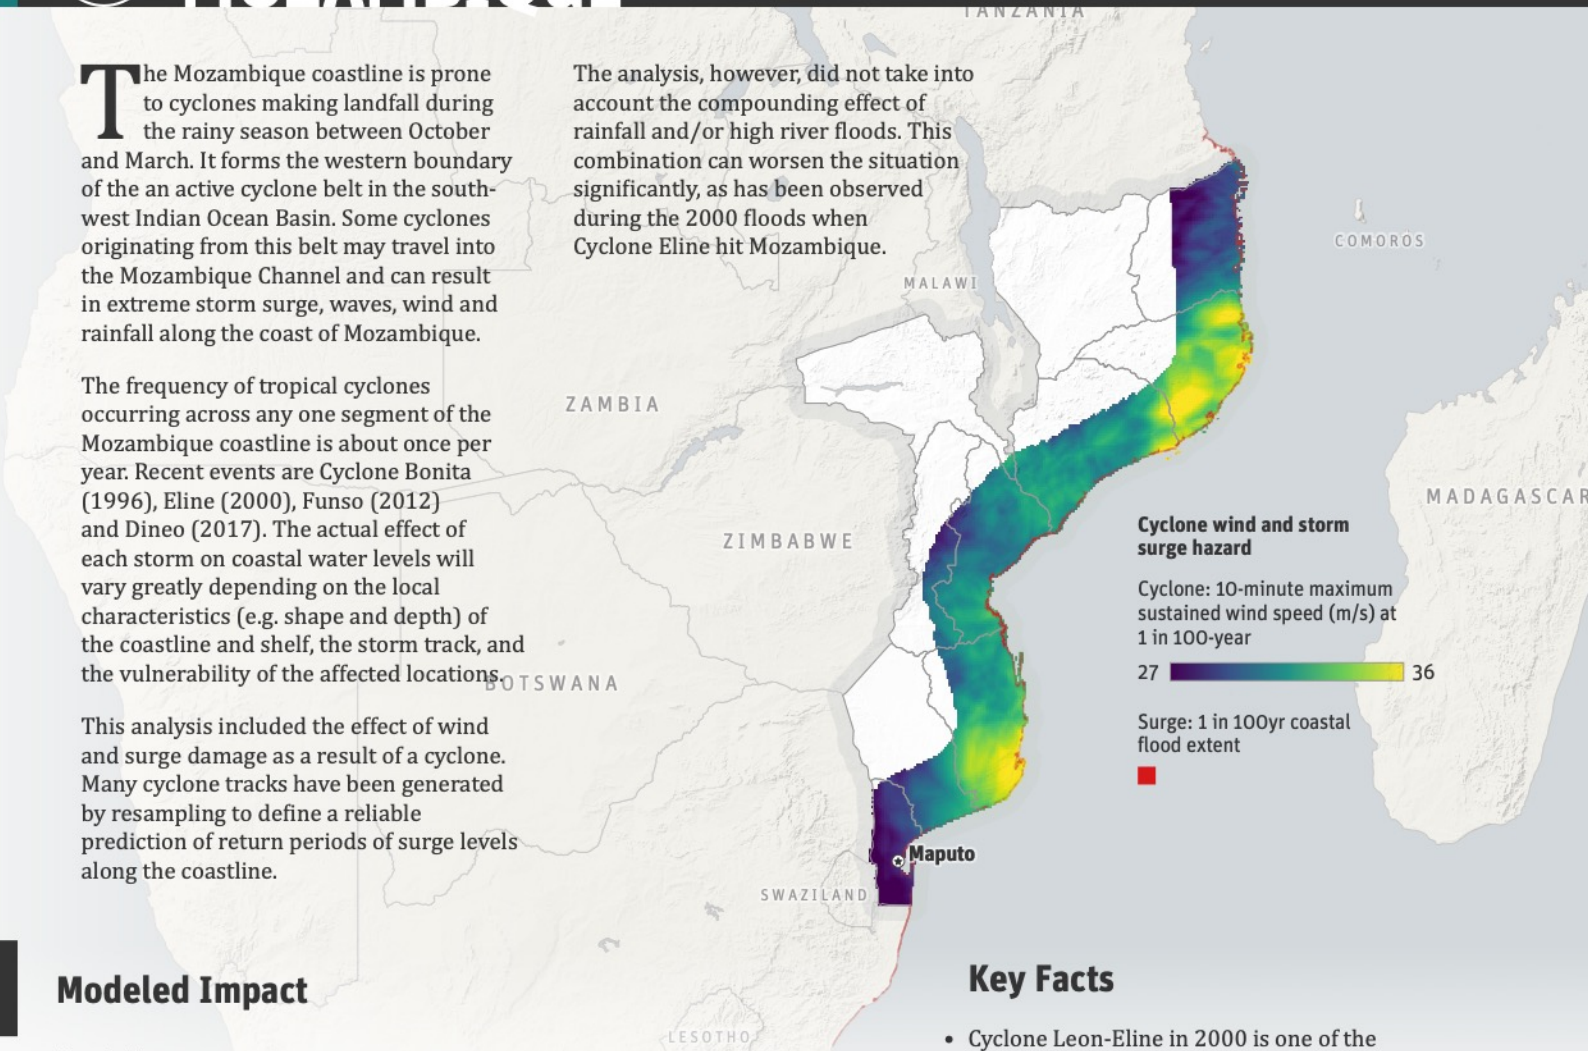 The Mozambique coastline is prone
to cyclones making landfall during
the rainy season between October
and March. It forms the western boundary
of the an active cyclone belt in the south-
west Indian Ocean Basin. Some cyclones
originating from this belt may travel into
the Mozambique Channel and can result
in extreme storm surge, waves, wind and
rainfall along the coast of Mozambique.
The frequency of tropical cyclones
occurring across any one segment of the
Mozambique coastline is about once per
year. Recent events are Cyclone Bonita
(1996), Eline (2000), Funso (2012)
and Dineo (2017). The actual effect of
each storm on coastal water levels will
vary greatly depending on the local
characteristics (e.g. shape and depth) of
the coastline and shelf, the storm track, and
the vulnerability of the affected locations.
This analysis included the effect of wind
and surge damage as a result of a cyclone.
Many cyclone tracks have been generated
by resampling to define a reliable
prediction of return periods of surge levels
along the coastline.
The analysis, however, did not take into
account the compounding effect of
rainfall and/or high river floods. This
combination can worsen the situation
significantly, as has been observed
during the 2000 floods when
Cyclone Eline hit Mozambique.
TANZANIA
COMOROS
MALAWI
ZAMBIA
MADAGASCAR
ZIMBABWE
BOTSWANA
Cyclone wind and storm
surge hazard
Cyclone: 10-minute maximum
sustained wind speed (m/s) at
1 in 100-year
27 36
Surge: 1 in 100yr coastal
flood extent
Maputo
SWAZILAND
LESOTHO
Modeled Impact
Key Facts
• Cyclone Leon-Eline in 2000 is one of the